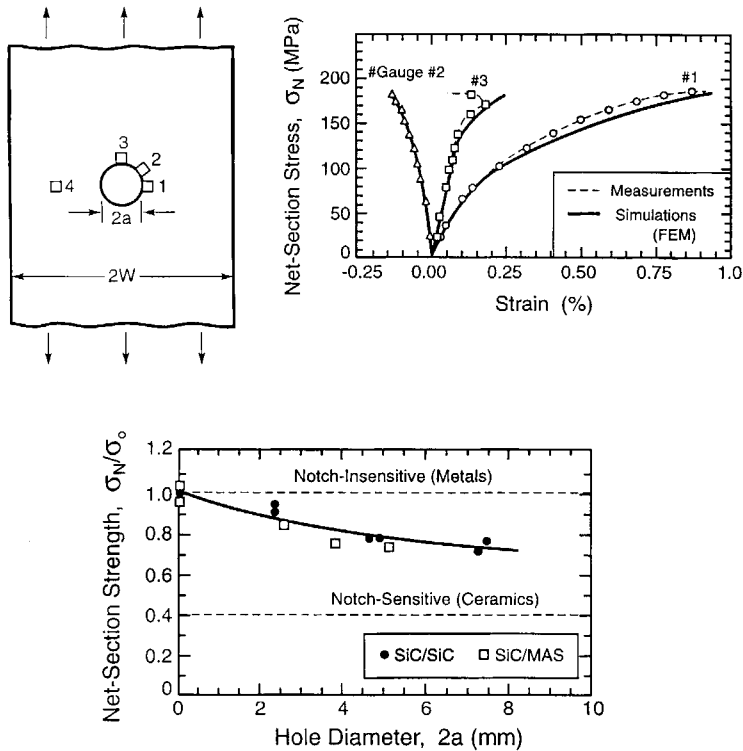 3
2
4
1
2a
2W
Net-Section Stress, σN (MPa)
200
150
100
50
0
#Gauge #2
#3
#1
Measurements
Simulations
(FEM)
-0.25 0.00 0.25 0.50 0.75 1.0
Strain (%)
Net-Section Strength, σN/σo
1.2
1.0
0.8
0.6
0.4
0.2
0
Notch-Insensitive (Metals)
Notch-Sensitive (Ceramics)
SiC/SiC SiC/MAS
0 2 4 6 8 10
Hole Diameter, 2a (mm)